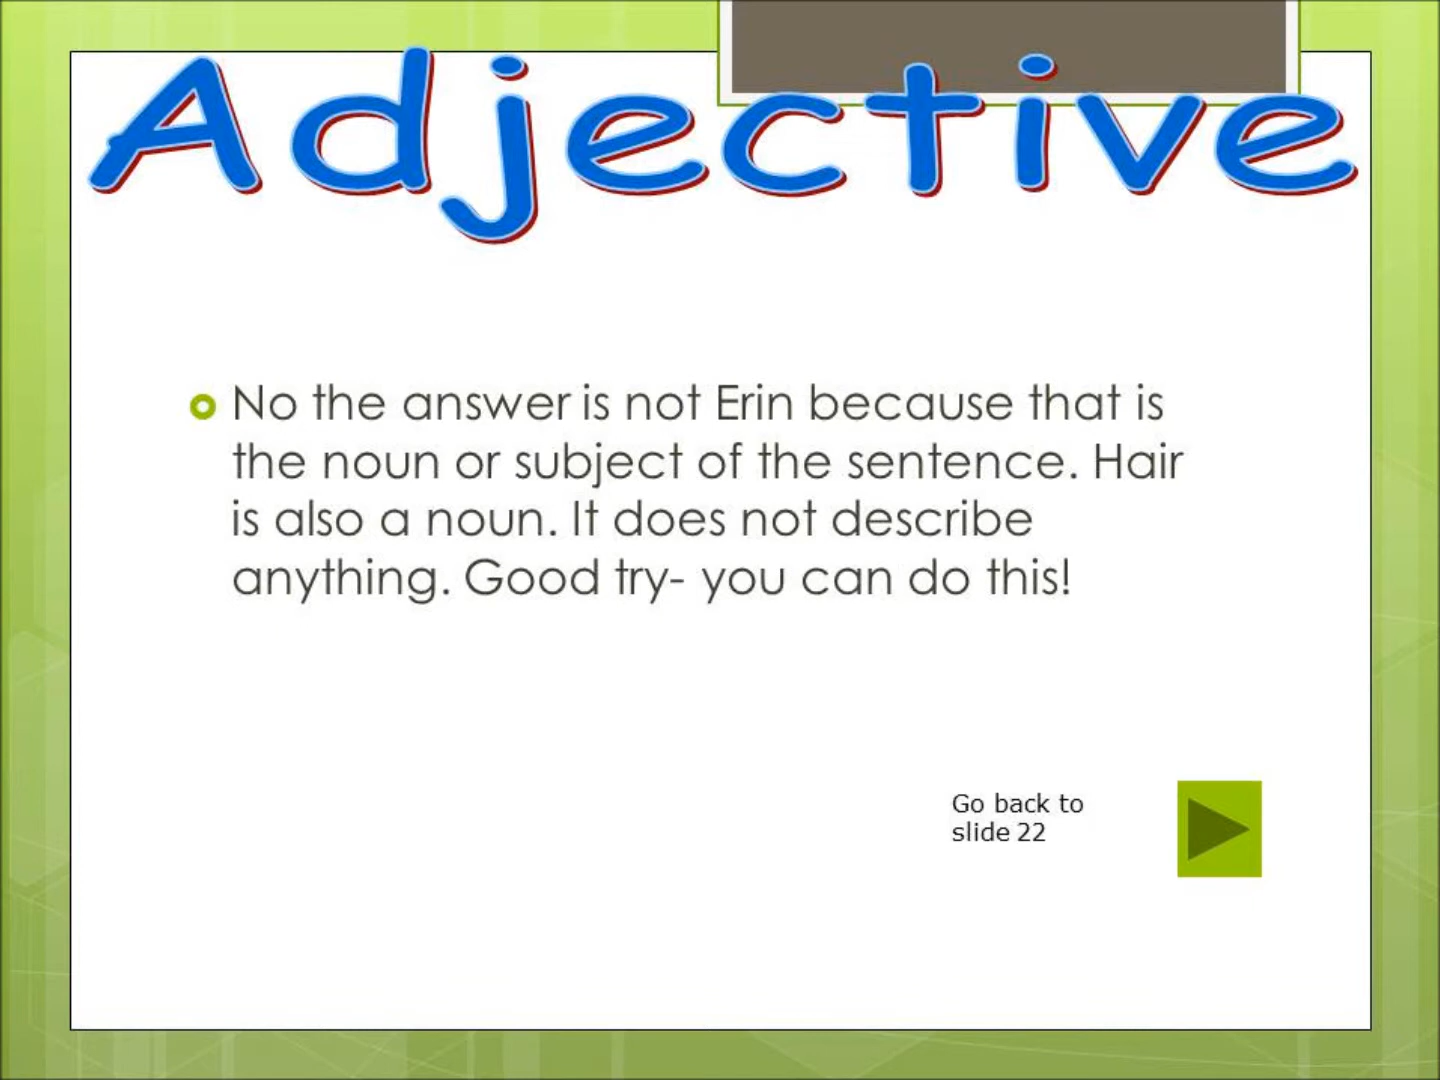 Adjective
No the answer is not Erin because that is
the noun or subject of the sentence. Hair
is also a noun. It does not describe
anything. Good try- you can do this!
Go back to
slide 22